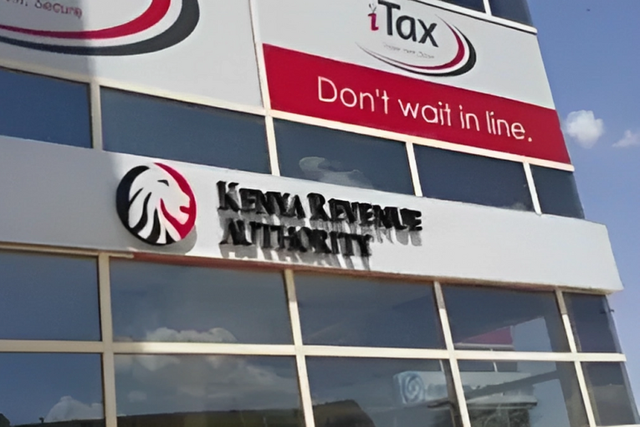 Secure
iTax
Don't wait in line.
KENYA REVENUE
AUTHORITY